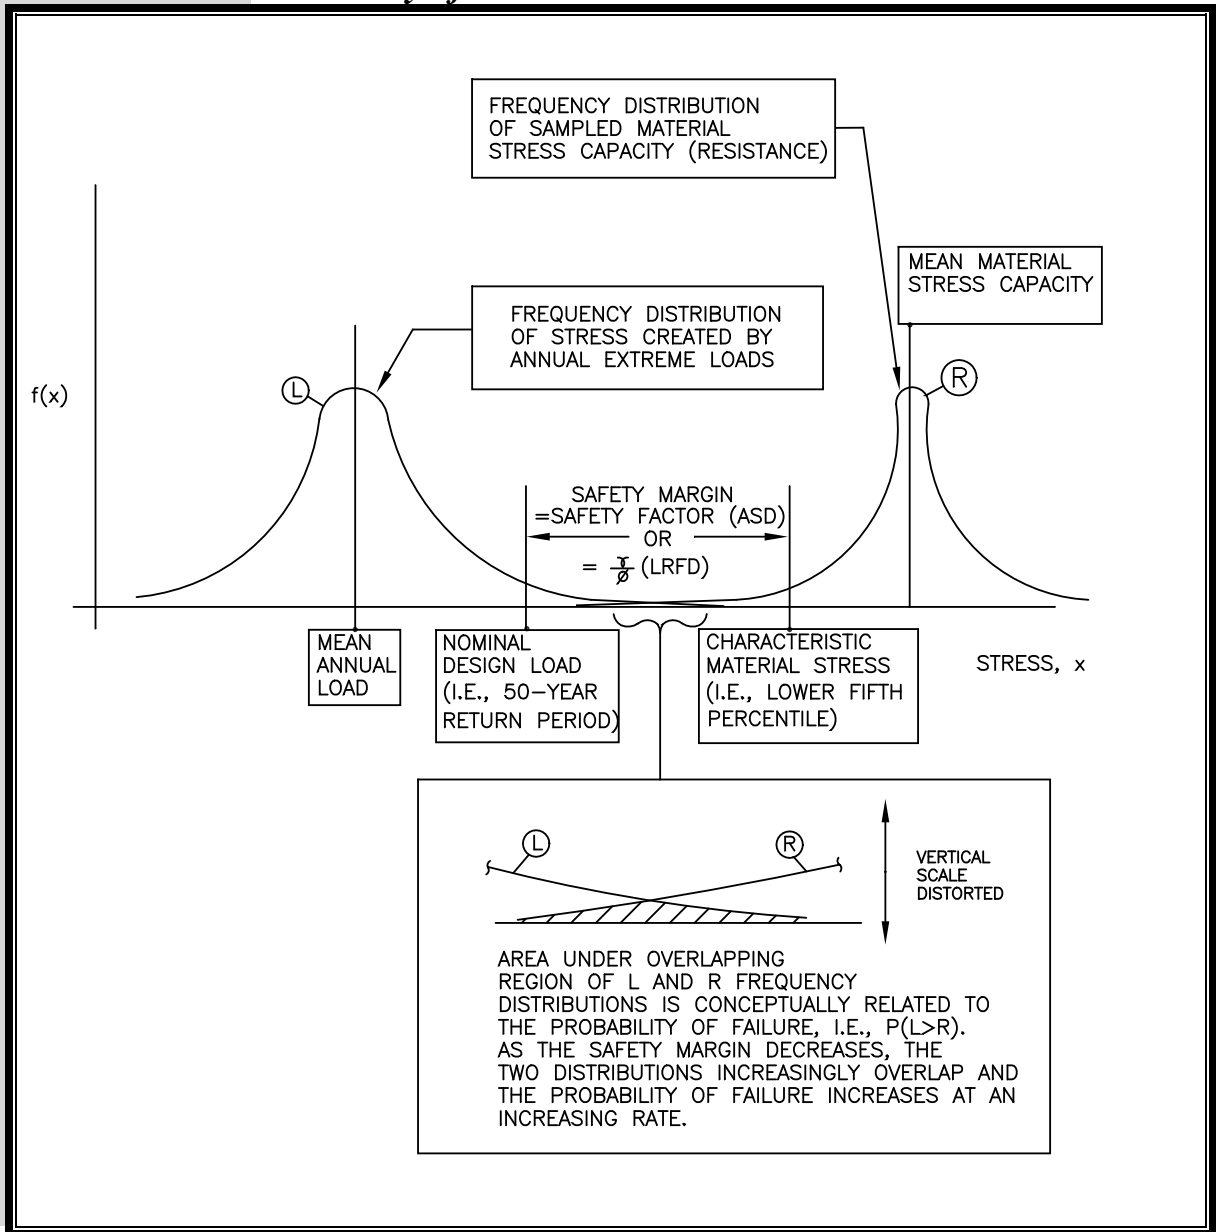 FREQUENCY DISTRIBUTION
OF SAMPLED MATERIAL
STRESS CAPACITY (RESISTANCE)
MEAN MATERIAL
STRESS CAPACITY
FREQUENCY DISTRIBUTION
OF STRESS CREATED BY
ANNUAL EXTREME LOADS
f(x)
L
R
SAFETY MARGIN
=SAFETY FACTOR (ASD)
OR
= γ/ø (LRFD)
MEAN
ANNUAL
LOAD
NOMINAL
DESIGN LOAD
(I.E., 50-YEAR
RETURN PERIOD)
CHARACTERISTIC
MATERIAL STRESS
(I.E., LOWER FIFTH
PERCENTILE)
STRESS, x
L
R
VERTICAL
SCALE
DISTORTED
AREA UNDER OVERLAPPING
REGION OF L AND R FREQUENCY
DISTRIBUTIONS IS CONCEPTUALLY RELATED TO
THE PROBABILITY OF FAILURE, I.E., P(L>R).
AS THE SAFETY MARGIN DECREASES, THE
TWO DISTRIBUTIONS INCREASINGLY OVERLAP AND
THE PROBABILITY OF FAILURE INCREASES AT AN
INCREASING RATE.